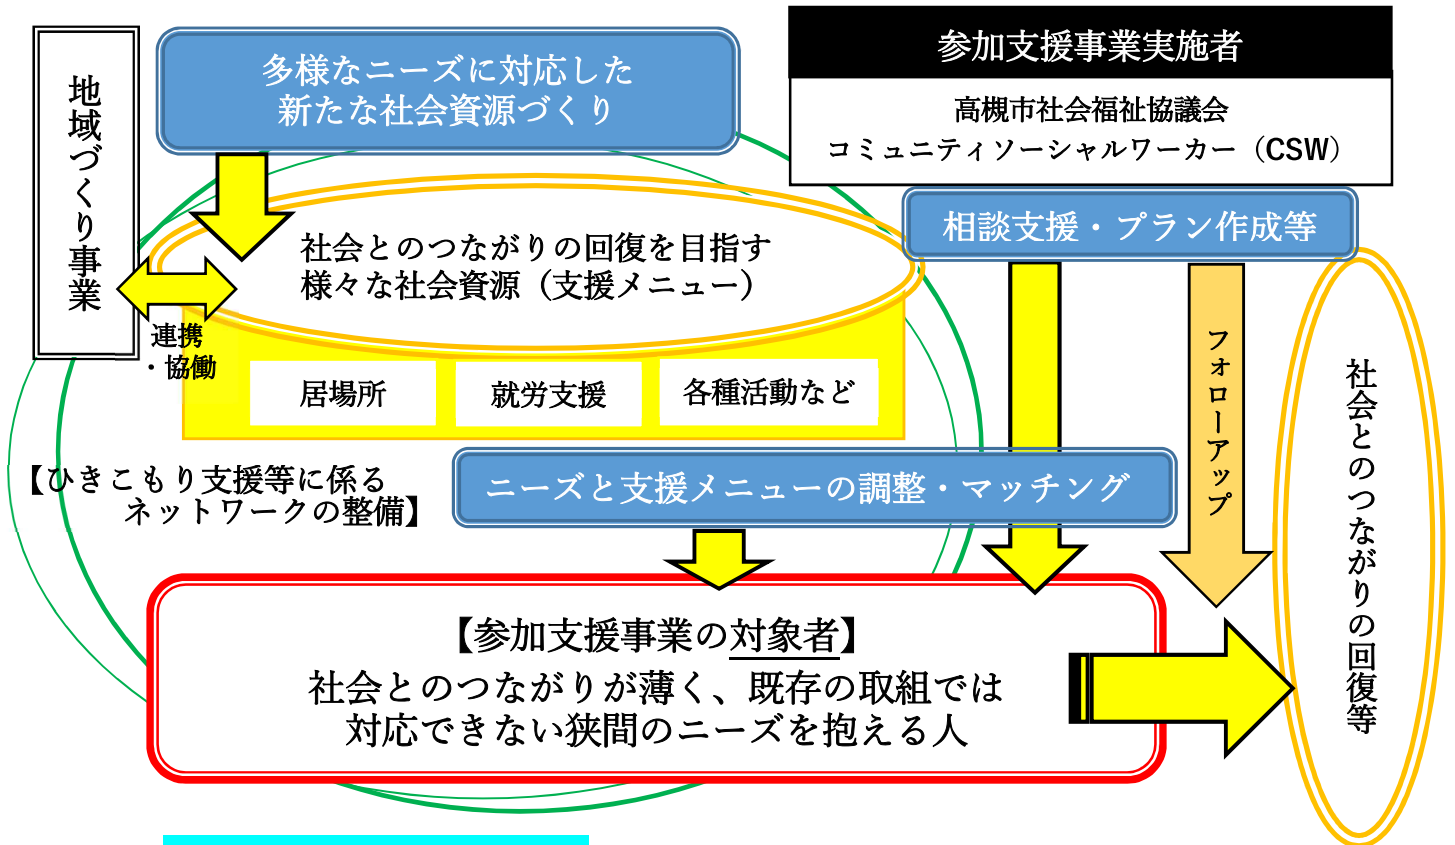 参加支援事業実施者
高槻市社会福祉協議会
コミュニティソーシャルワーカー（CSW）
多様なニーズに対応した
新たな社会資源づくり
地域づくり事業
相談支援・プラン作成等
社会とのつながりの回復を目指す
様々な社会資源（支援メニュー）
連携
・協働
居場所
就労支援
各種活動など
フォローアップ
社会とのつながりの回復等
【ひきこもり支援等に係る
ネットワークの整備】
ニーズと支援メニューの調整・マッチング
【参加支援事業の対象者】
社会とのつながりが薄く、既存の取組では
対応できない狭間のニーズを抱える人